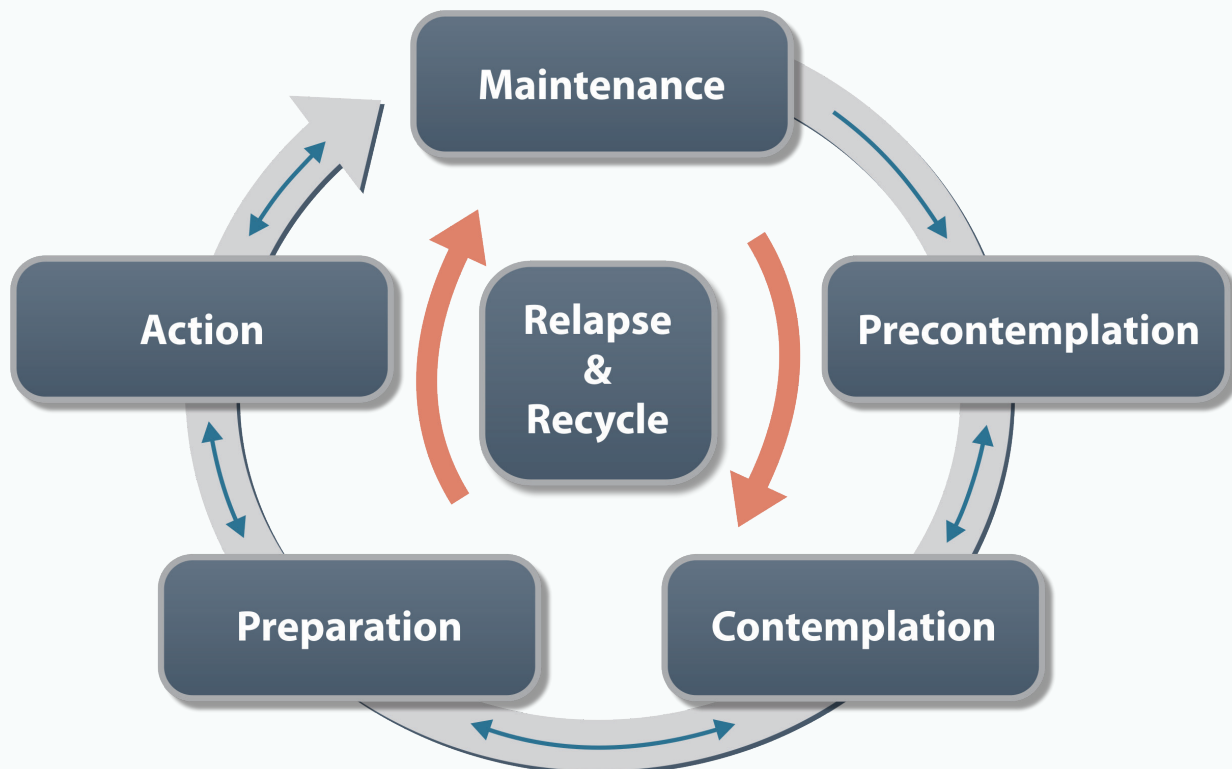 Maintenance
Action
Relapse
&
Recycle
Precontemplation
Preparation
Contemplation